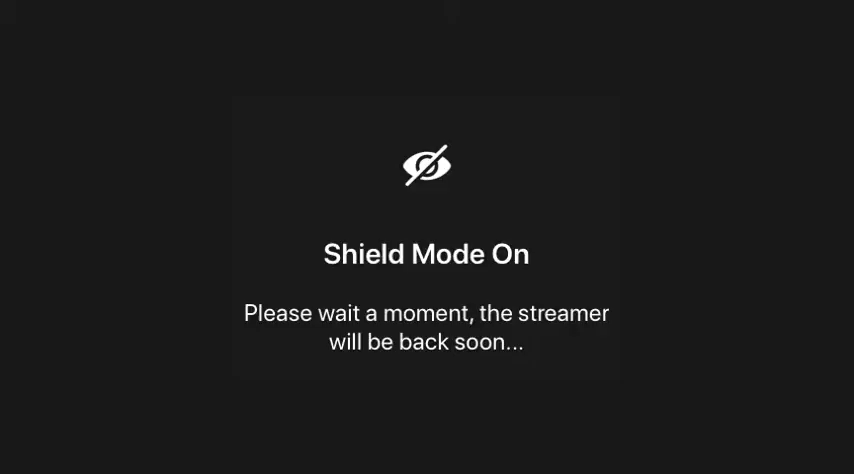 Shield Mode On
Please wait a moment, the streamer
will be back soon...